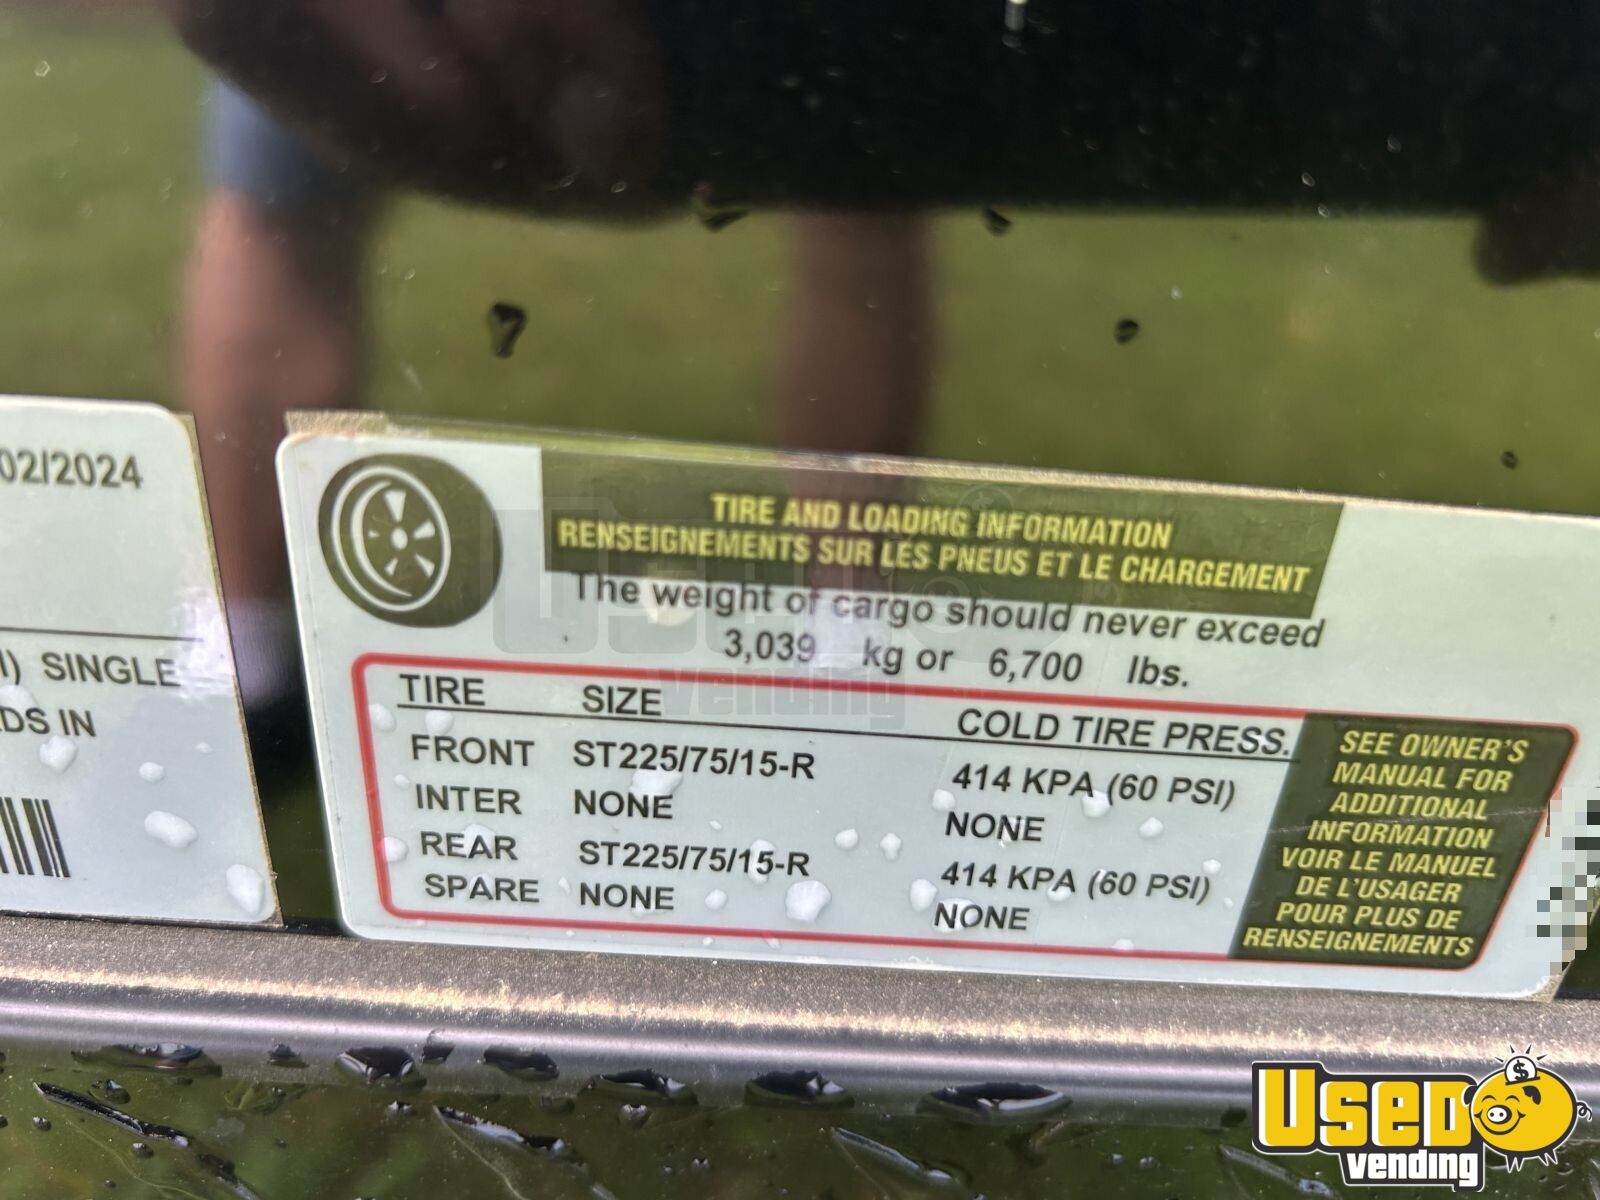 02/2024
SINGLE
DS IN
TIRE AND LOADING INFORMATION
RENSEIGNEMENTS SUR LES PNEUS ET LE CHARGEMENT
The weight of cargo should never exceed
3,039 kg or 6,700 lbs.
TIRE SIZE COLD TIRE PRESS.
FRONT ST225/75/15-R 414 KPA (60 PSI)
INTER NONE NONE
REAR ST225/75/15-R 414 KPA (60 PSI)
SPARE NONE NONE
SEE OWNER'S
MANUAL FOR
ADDITIONAL
INFORMATION
VOIR LE MANUEL
DE L'USAGER
POUR PLUS DE
RENSEIGNEMENTS
Used
vending
USED
vending
$